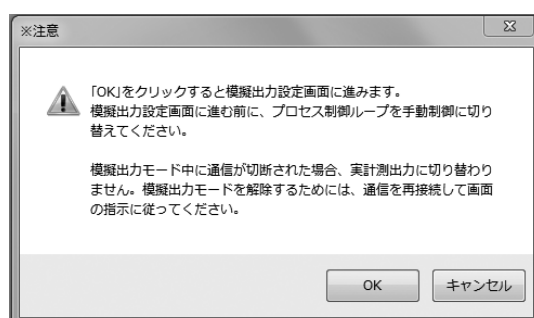 ※注意
「OK」をクリックすると模擬出力設定画面に進みます。
模擬出力設定画面に進む前に、プロセス制御ループを手動制御に切り
替えてください。
模擬出力モード中に通信が切断された場合、実計測出力に切り替わり
ません。模擬出力モードを解除するためには、通信を再接続して画面
の指示に従ってください。
OK
キャンセル